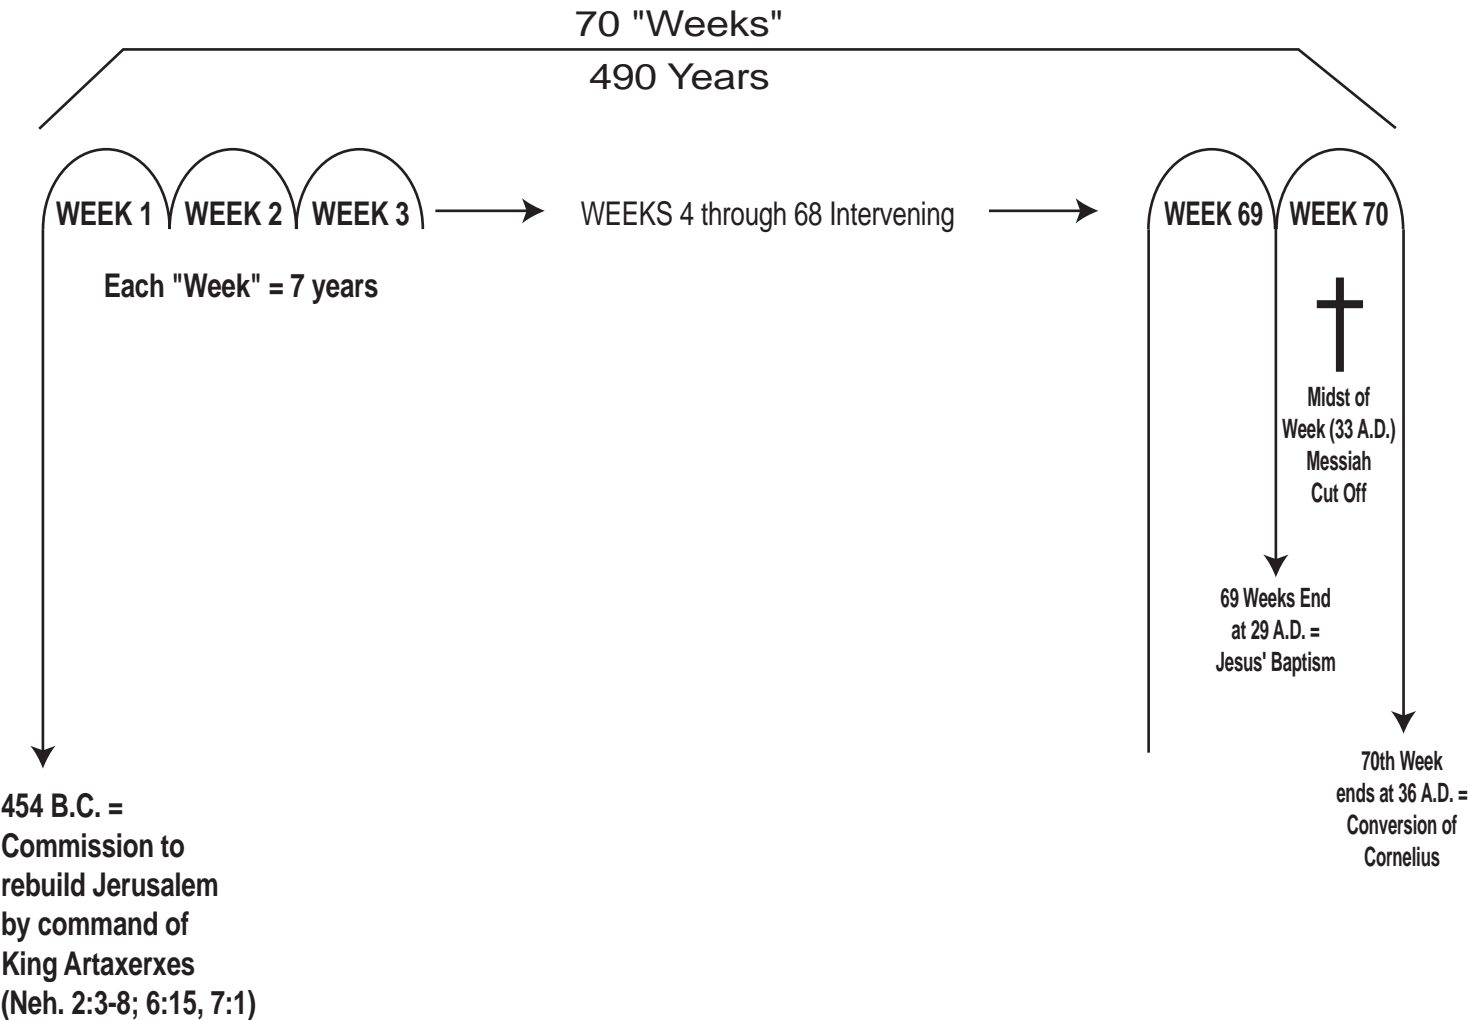 70 "Weeks"
490 Years
WEEK 1 WEEK 2 WEEK 3 WEEKS 4 through 68 Intervening WEEK 69 WEEK 70
Each "Week" = 7 years
Midst of
Week (33 A.D.)
Messiah
Cut Off
69 Weeks End
at 29 A.D. =
Jesus' Baptism
70th Week
ends at 36 A.D. =
Conversion of
Cornelius
454 B.C. =
Commission to
rebuild Jerusalem
by command of
King Artaxerxes
(Neh. 2:3-8; 6:15, 7:1)